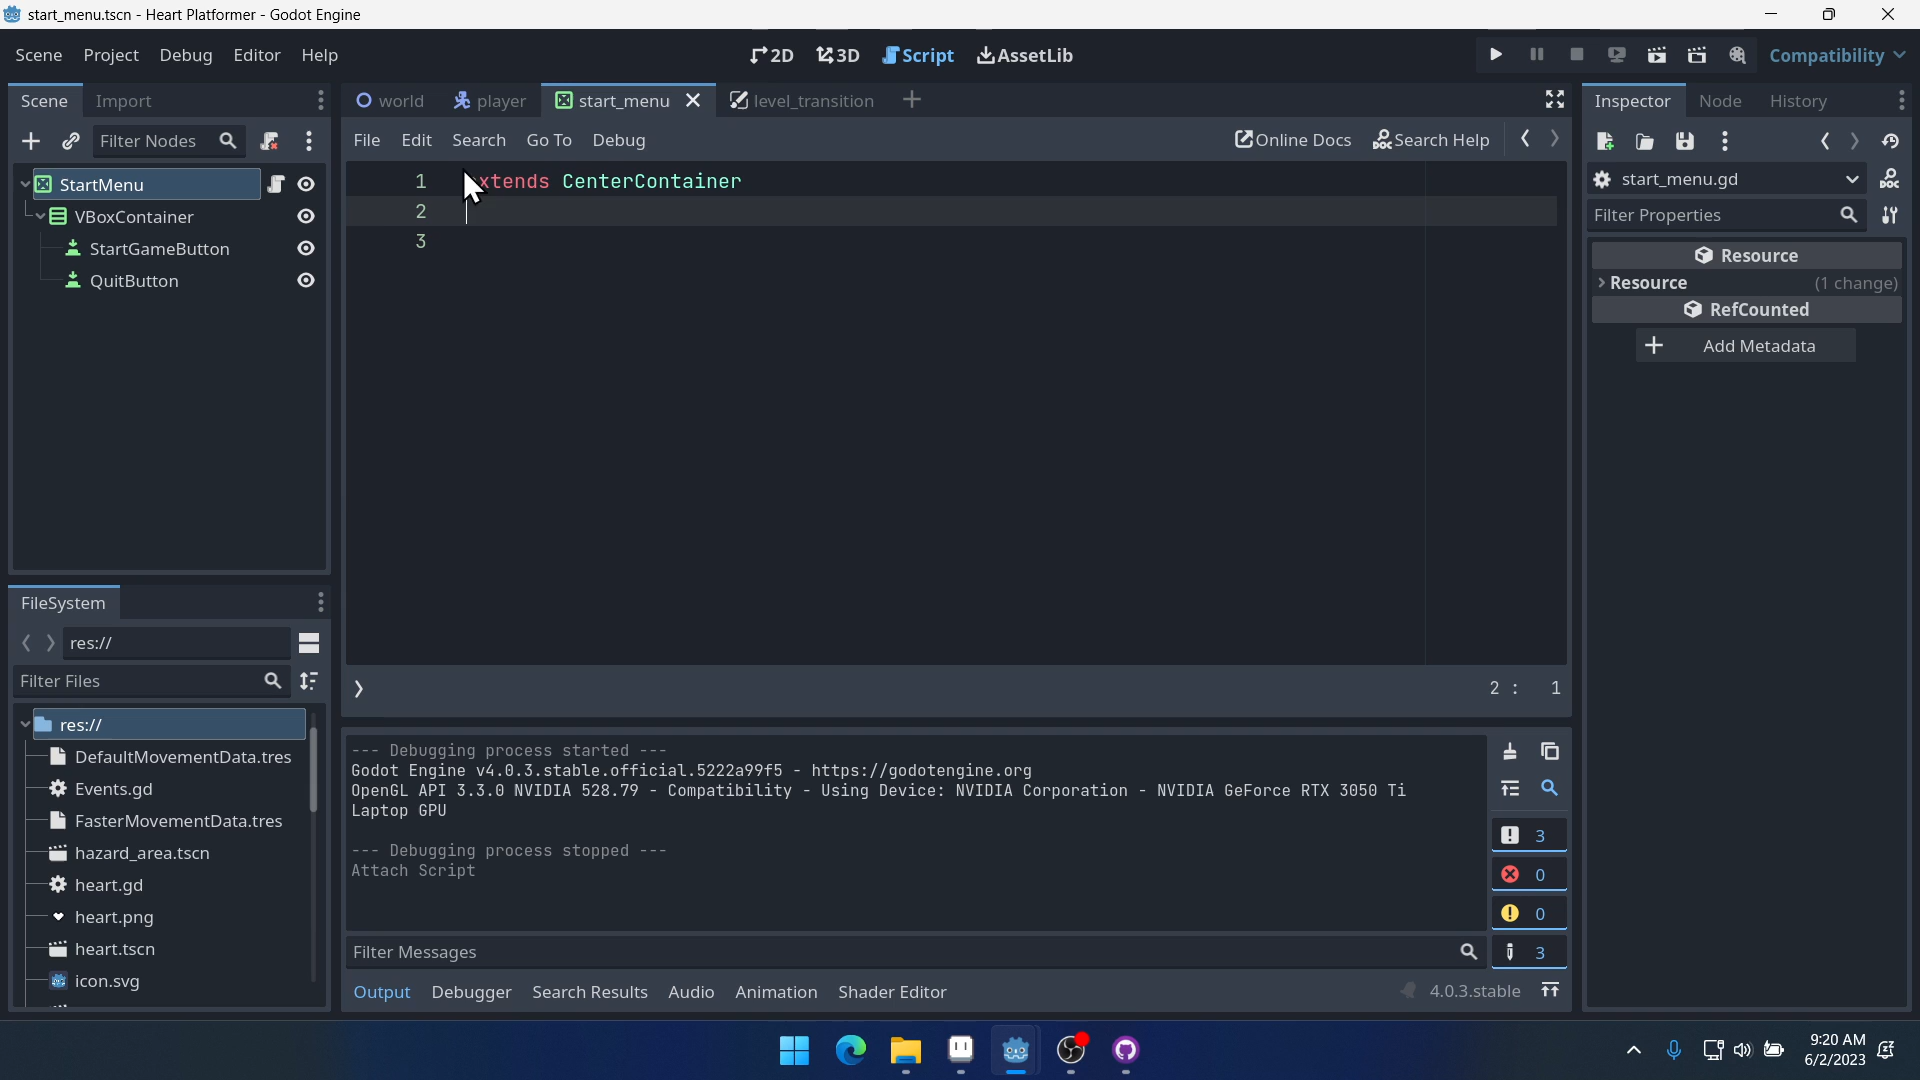 start_menu.tscn - Heart Platformer - Godot Engine
Scene Project Debug Editor Help
2D 3D Script AssetLib
Compatibility
Scene Import
world player start_menu level_transition
Inspector Node History
Filter Nodes
File Edit Search Go To Debug
Online Docs Search Help
StartMenu
VBoxContainer
StartGameButton
QuitButton
1 xtends CenterContainer
2
3
start_menu.gd
Filter Properties
Resource
Resource (1 change)
RefCounted
Add Metadata
2 : 1
FileSystem
res://
Filter Files
res://
DefaultMovementData.tres
Events.gd
FasterMovementData.tres
hazard_area.tscn
heart.gd
heart.png
heart.tscn
icon.svg
--- Debugging process started ---
Godot Engine v4.0.3.stable.official.5222a99f5 - https://godotengine.org
OpenGL API 3.3.0 NVIDIA 528.79 - Compatibility - Using Device: NVIDIA Corporation - NVIDIA GeForce RTX 3050 Ti
Laptop GPU
--- Debugging process stopped ---
Attach Script
3
0
0
3
Filter Messages
Output Debugger Search Results Audio Animation Shader Editor
4.0.3.stable
9:20 AM
6/2/2023